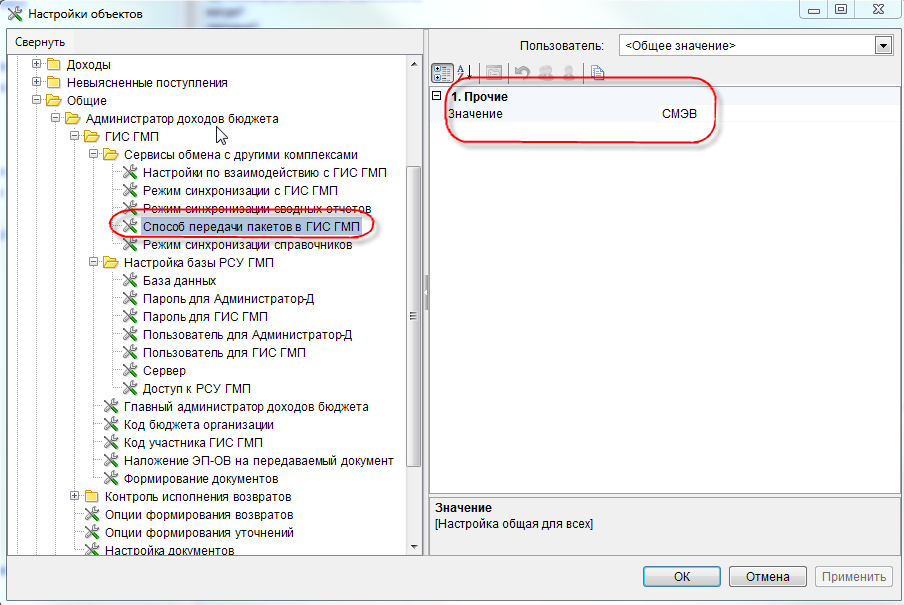 Настройки объектов
Свернуть
Доходы
Невыясненные поступления
Общие
Администратор доходов бюджета
ГИС ГМП
Сервисы обмена с другими комплексами
Настройки по взаимодействию с ГИС ГМП
Режим синхронизации с ГИС ГМП
Режим синхронизации сводных отчетов
Способ передачи пакетов в ГИС ГМП
Режим синхронизации справочников
Настройка базы РСУ ГМП
База данных
Пароль для Администратор-Д
Пароль для ГИС ГМП
Пользователь для Администратор-Д
Пользователь для ГИС ГМП
Сервер
Доступ к РСУ ГМП
Главный администратор доходов бюджета
Код бюджета организации
Код участника ГИС ГМП
Наложение ЭП-ОВ на передаваемый документ
Формирование документов
Контроль исполнения возвратов
Опции формирования возвратов
Опции формирования уточнений
Настройка документов
Пользователь: <Общее значение>
1. Прочие
Значение СМЭВ
Значение
[Настройка общая для всех]
ОК Отмена Применить